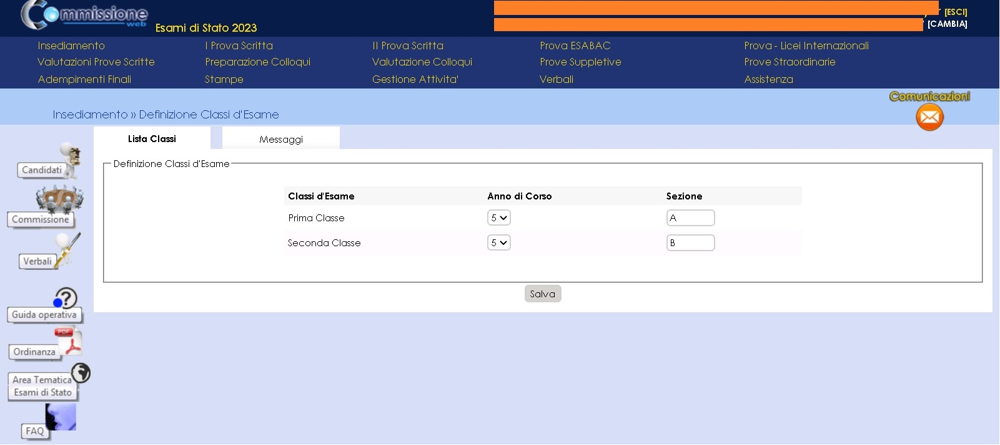 Commissione
web
Esami di Stato 2023
[ESCI]
[CAMBIA]
Insediamento
I Prova Scritta
II Prova Scritta
Prova ESABAC
Prova - Licei Internazionali
Valutazioni Prove Scritte
Preparazione Colloqui
Valutazione Colloqui
Prove Suppletive
Prove Straordinarie
Adempimenti Finali
Stampe
Gestione Attivita'
Verbali
Assistenza
Comunicazioni
Insediamento » Definizione Classi d'Esame
Lista Classi
Messaggi
Candidati
Commissione
Verbali
Guida operativa
PDF
Ordinanza
Area Tematica
Esami di Stato
FAQ
Definizione Classi d'Esame
Classi d'Esame Anno di Corso Sezione
Prima Classe 5 A
Seconda Classe 5 B
Salva